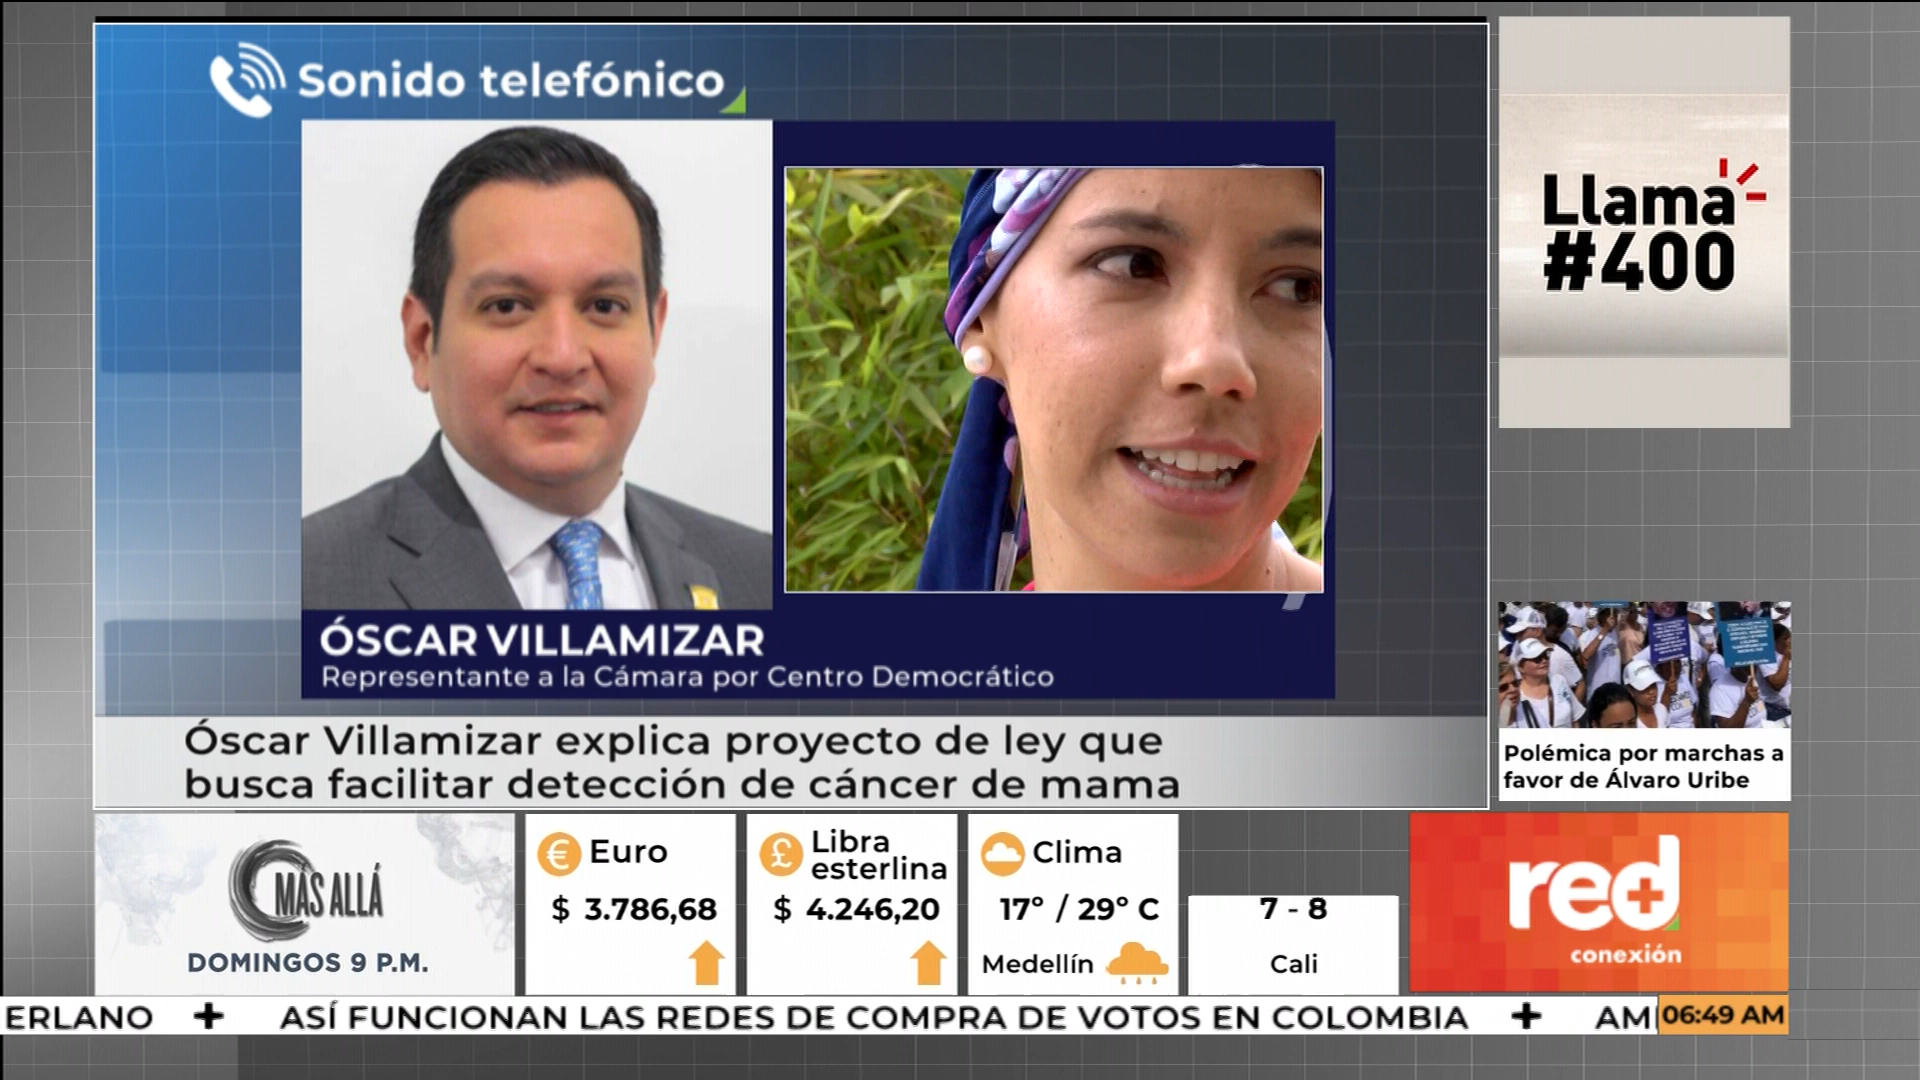 Sonido telefónico
ÓSCAR VILLAMIZAR
Representante a la Cámara por Centro Democrático
Óscar Villamizar explica proyecto de ley que
busca facilitar detección de cáncer de mama
Llama
#400
Polémica por marchas a
favor de Álvaro Uribe
MÁS ALLÁ
DOMINGOS 9 P.M.
€ Euro
$ 3.786,68
£ Libra
esterlina
$ 4.246,20
Clima
17º / 29º C
Medellín
7 - 8
Cali
red+
conexión
ERLANO + ASÍ FUNCIONAN LAS REDES DE COMPRA DE VOTOS EN COLOMBIA + AM
06:49 AM